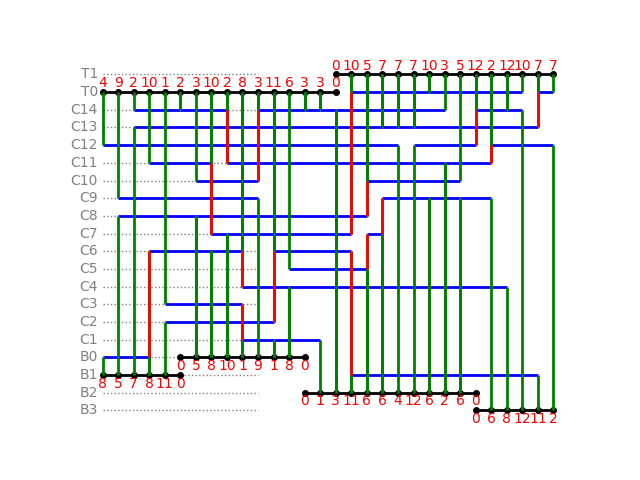 0 10 5 7 7 7 10 3 5 12 2 12 10 7 7
T1
4 9 2 10 1 2 3 10 2 8 3 11 6 3 3 0
T0
C14
C13
C12
C11
C10
C9
C8
C7
C6
C5
C4
C3
C2
C1
B0
0 5 8 10 1 9 1 8 0
B1
8 5 7 8 11 0
B2
0 1 3 11 6 6 4 12 6 2 6 0
B3
0 6 8 12 11 2